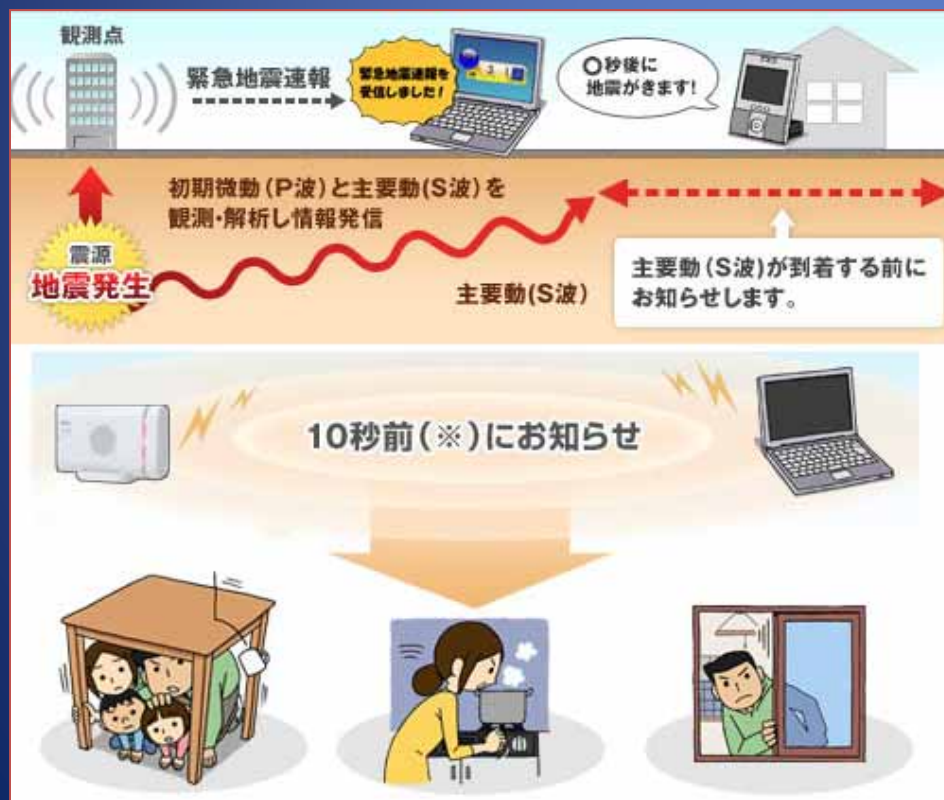 観測点
緊急地震速報
緊急地震速報を
受信しました!
○秒後に
地震がきます!
初期微動(P波)と主要動(S波)を
観測・解析し情報発信
震源
地震発生
主要動(S波)
主要動(S波)が到着する前に
お知らせします。
10秒前(※)にお知らせ